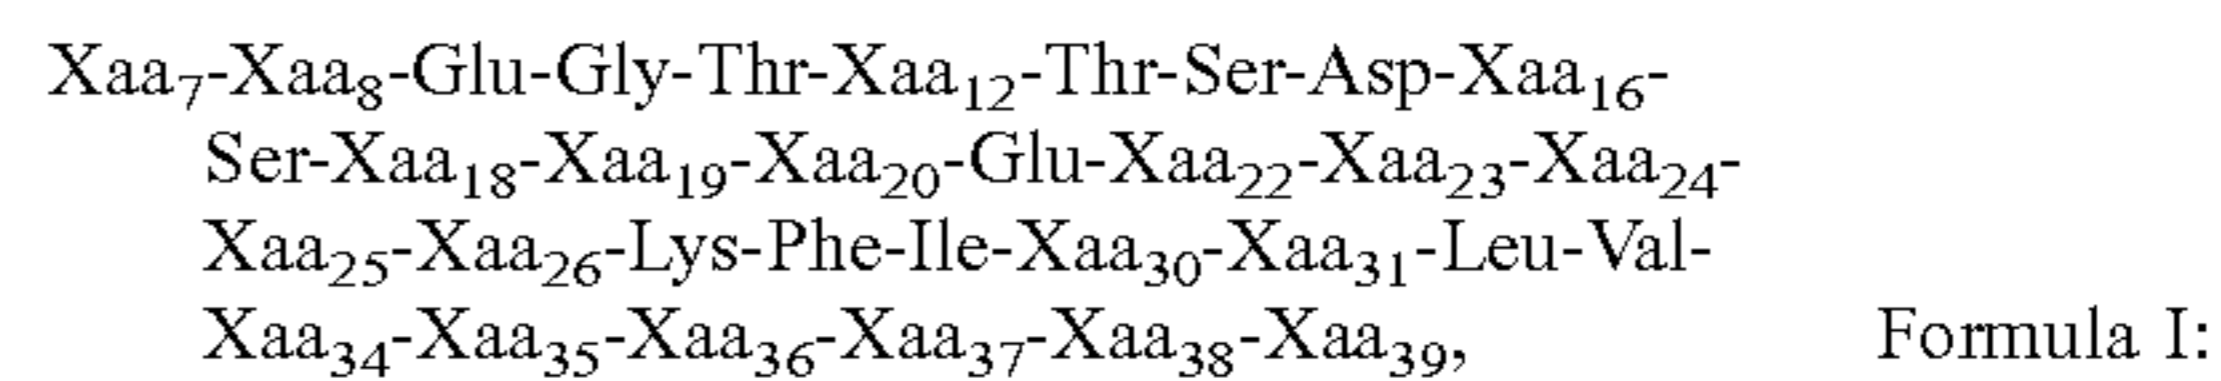 Xaa₇-Xaa₈-Glu-Gly-Thr-Xaa₁₂-Thr-Ser-Asp-Xaa₁₆-
Ser-Xaa₁₈-Xaa₁₉-Xaa₂₀-Glu-Xaa₂₂-Xaa₂₃-Xaa₂₄-
Xaa₂₅-Xaa₂₆-Lys-Phe-Ile-Xaa₃₀-Xaa₃₁-Leu-Val-
Xaa₃₄-Xaa₃₅-Xaa₃₆-Xaa₃₇-Xaa₃₈-Xaa₃₉, Formula I: